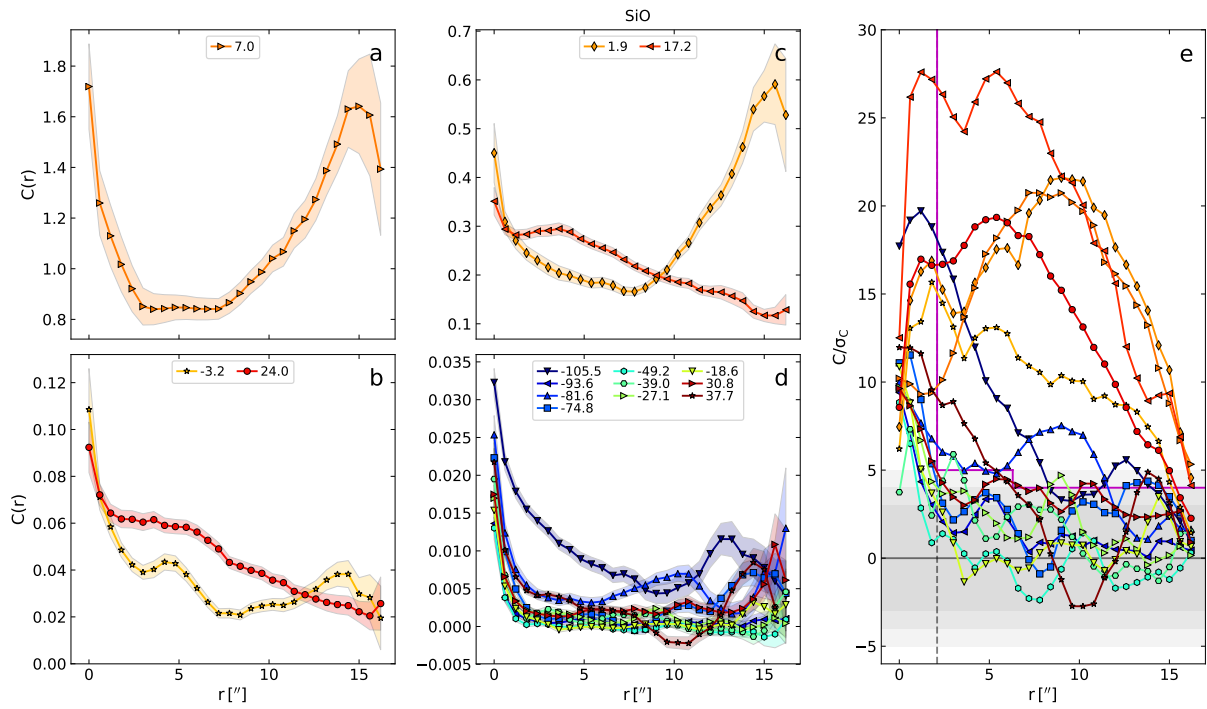 SiO
a
7.0
C(r)
1.8
1.6
1.4
1.2
1.0
0.8
c
1.9 17.2
0.7
0.6
0.5
0.4
0.3
0.2
0.1
e
C/σC
30
25
20
15
10
5
0
−5
0 5 10 15
r [″]
b
-3.2 24.0
C(r)
0.12
0.10
0.08
0.06
0.04
0.02
0.00
0 5 10 15
r [″]
d
-105.5 -49.2 -18.6
-93.6 -39.0 30.8
-81.6 -27.1 37.7
-74.8
0.035
0.030
0.025
0.020
0.015
0.010
0.005
0.000
−0.005
0 5 10 15
r [″]